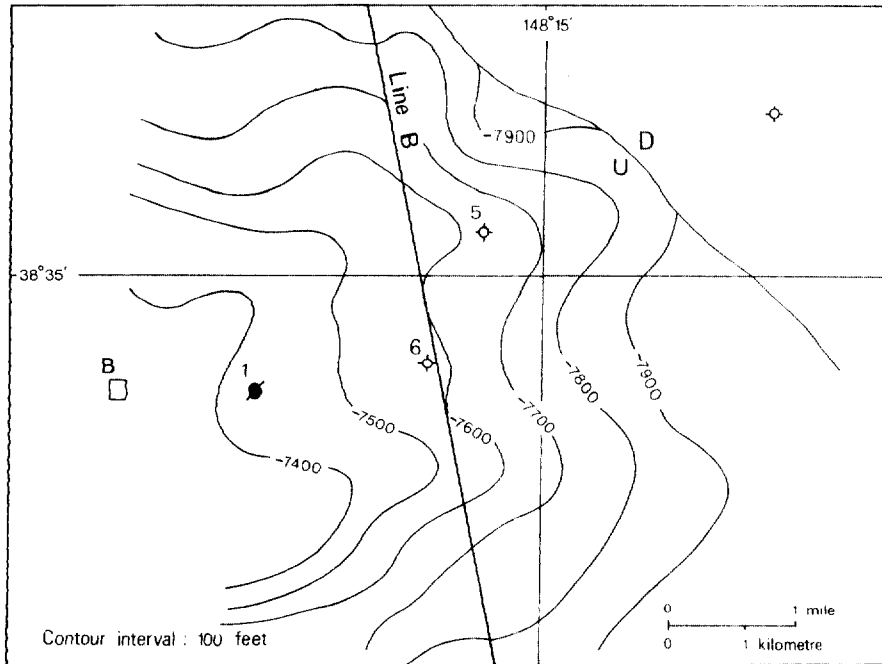 148°15'
Line B
-7900
D
U
5
38°35'
6
B
1
-7500
-7600
-7700
-7800
-7900
-7400
0 1 mile
0 1 kilometre
Contour interval : 100 feet